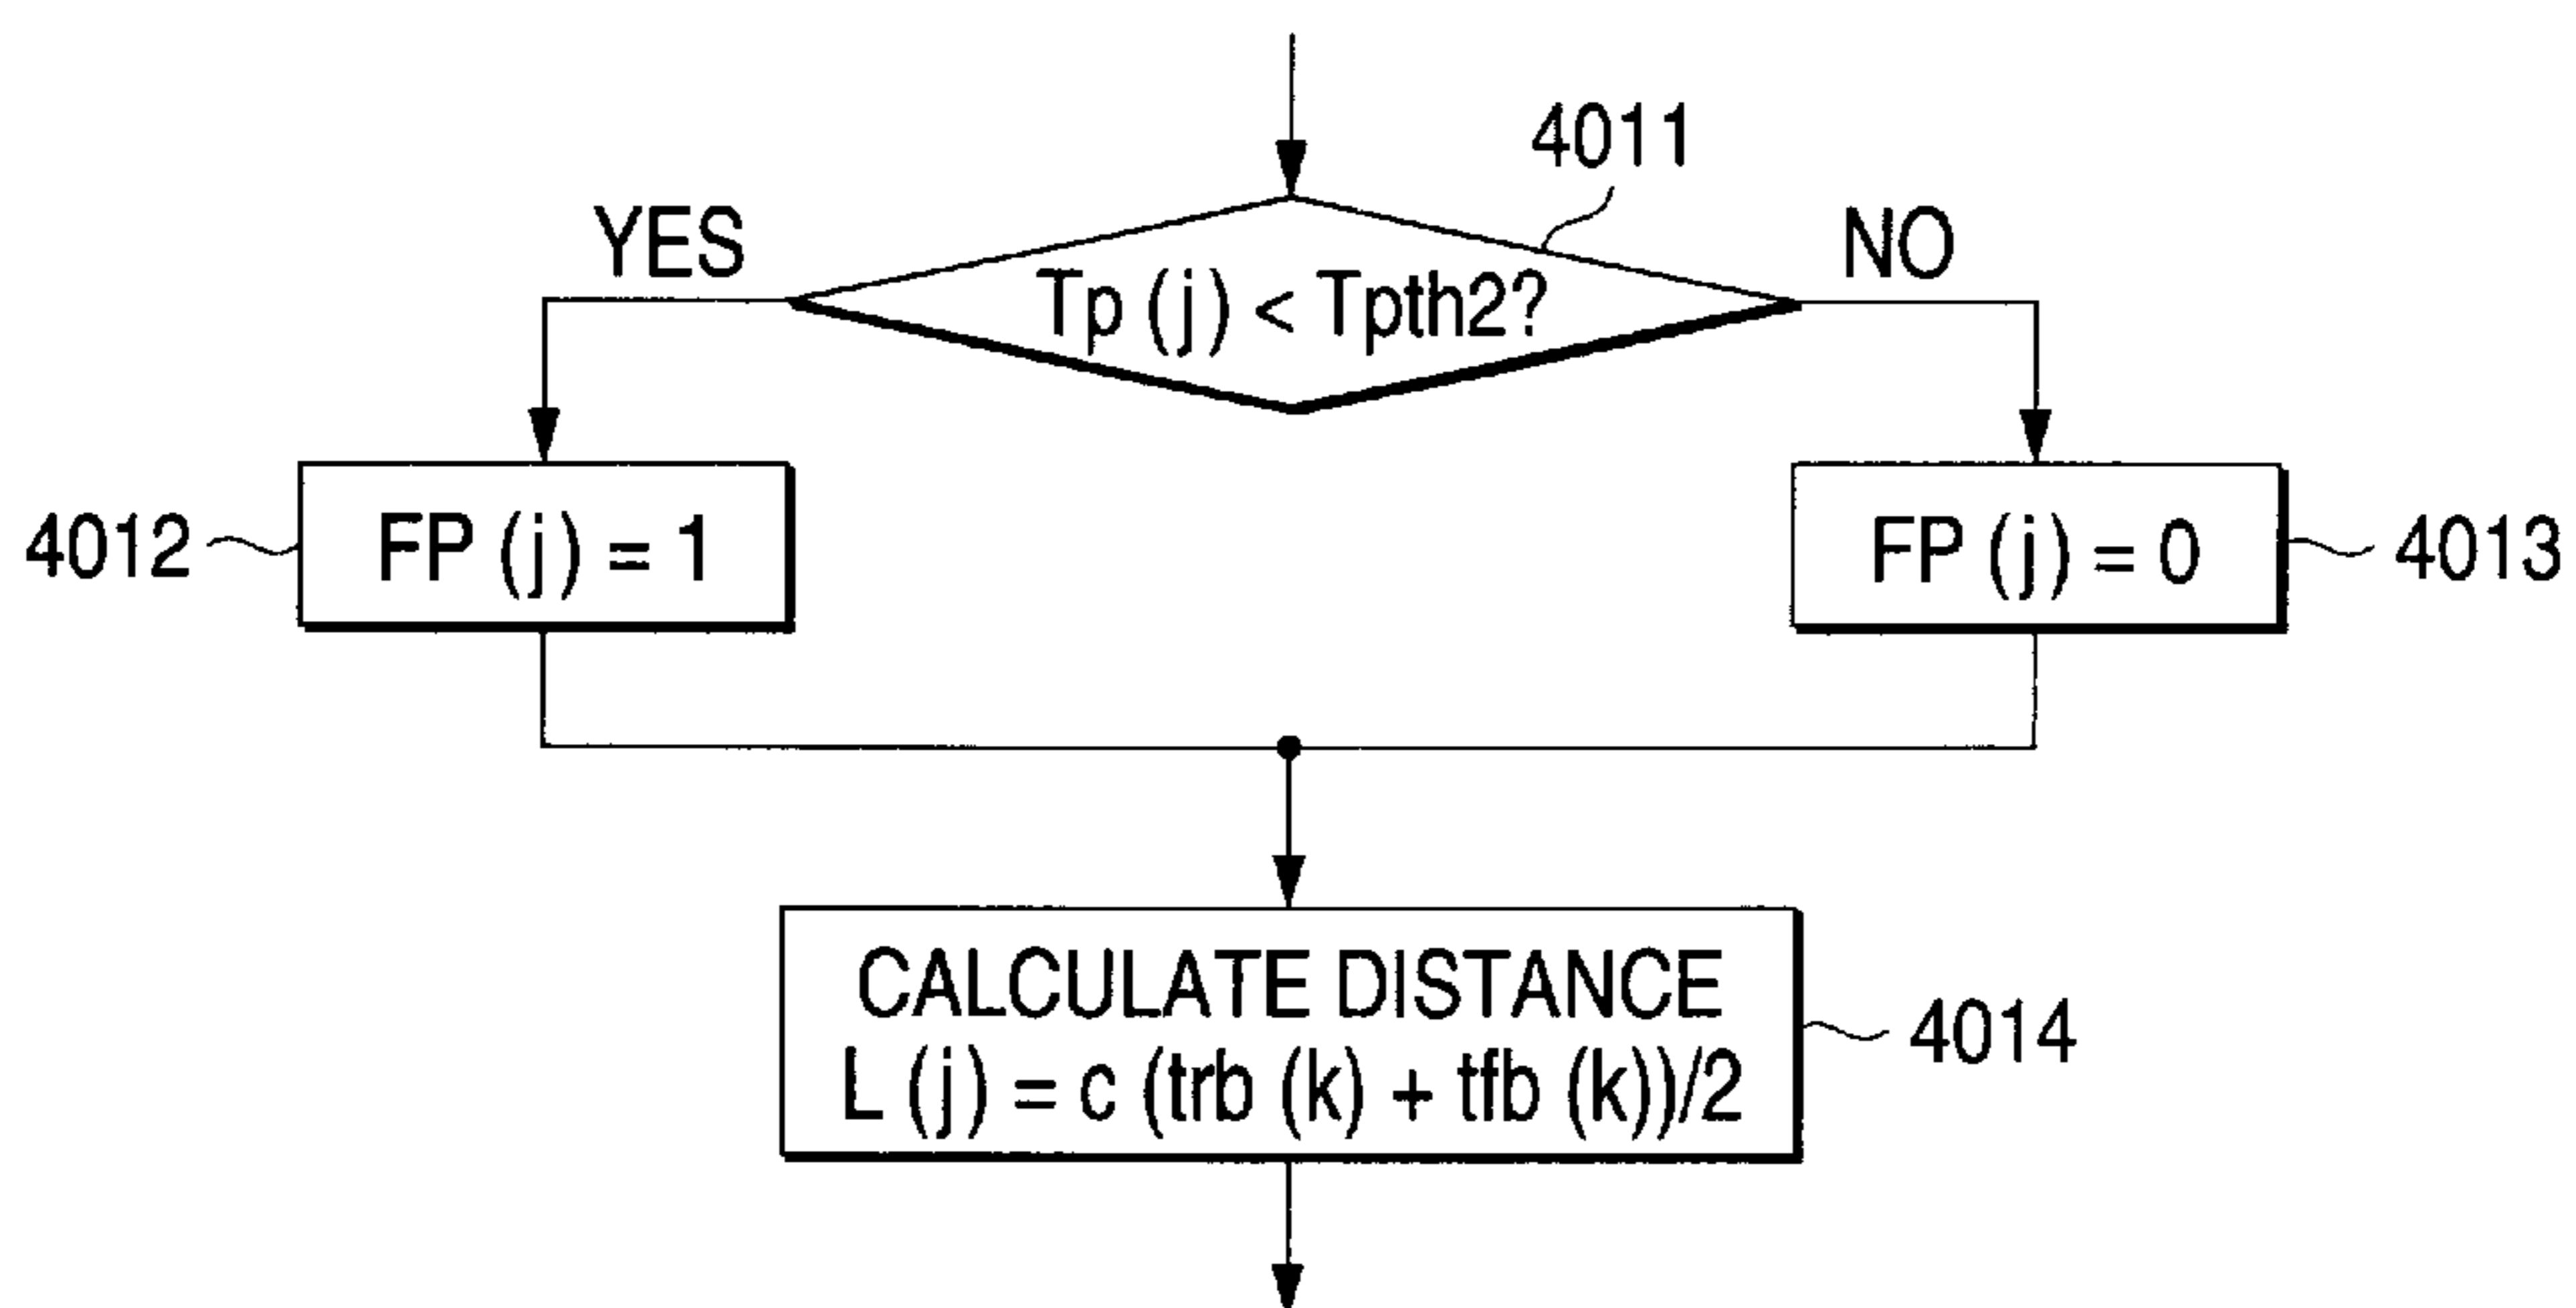 4011
YES
NO
Tp (j) < Tpth2?
4012
FP (j) = 1
FP (j) = 0
4013
CALCULATE DISTANCE
L (j) = c (trb (k) + tfb (k))/2
4014